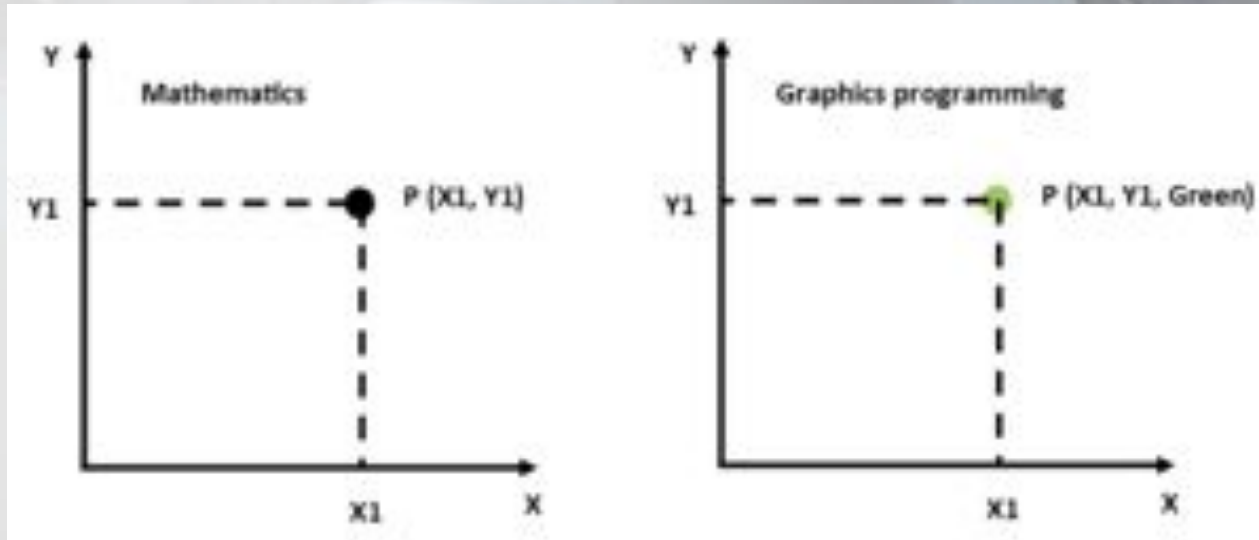 Y
Mathematics
Y1
P (X1, Y1)
X1
X
Y
Graphics programming
Y1
P (X1, Y1, Green)
X1
X